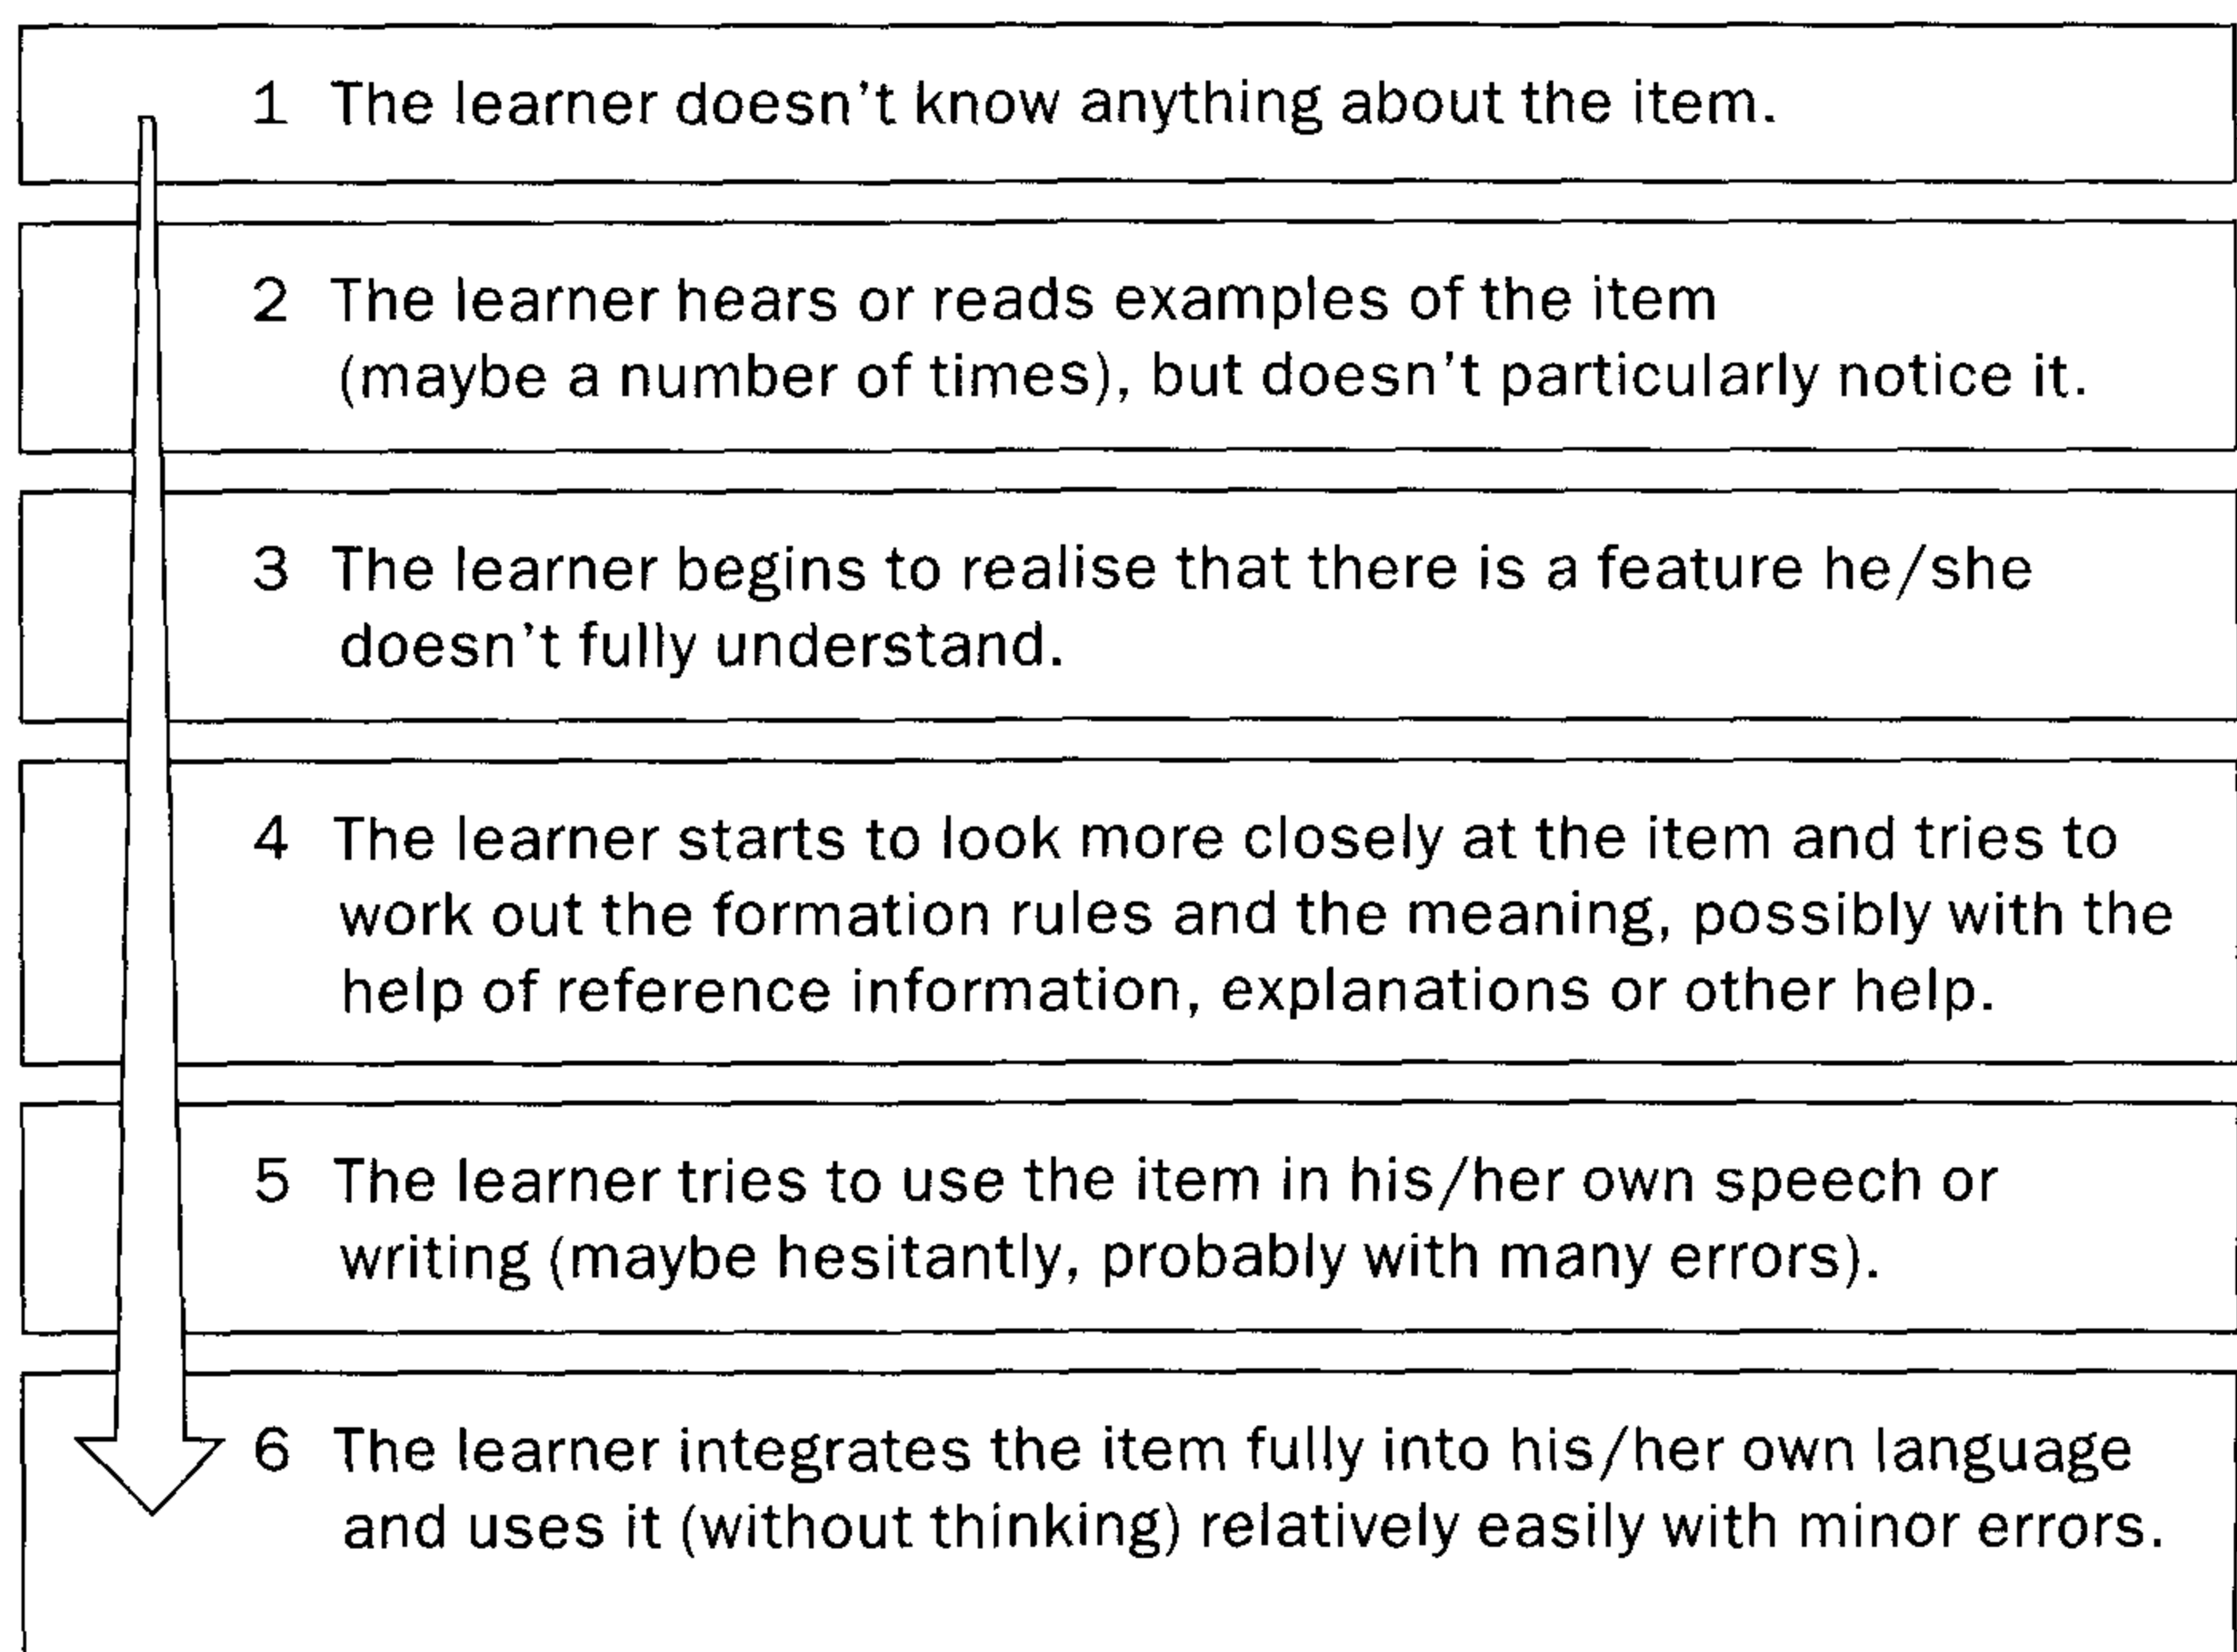 1 The learner doesn't know anything about the item.
2 The learner hears or reads examples of the item
(maybe a number of times), but doesn't particularly notice it.
3 The learner begins to realise that there is a feature he/she
doesn't fully understand.
4 The learner starts to look more closely at the item and tries to
work out the formation rules and the meaning, possibly with the
help of reference information, explanations or other help.
5 The learner tries to use the item in his/her own speech or
writing (maybe hesitantly, probably with many errors).
6 The learner integrates the item fully into his/her own language
and uses it (without thinking) relatively easily with minor errors.